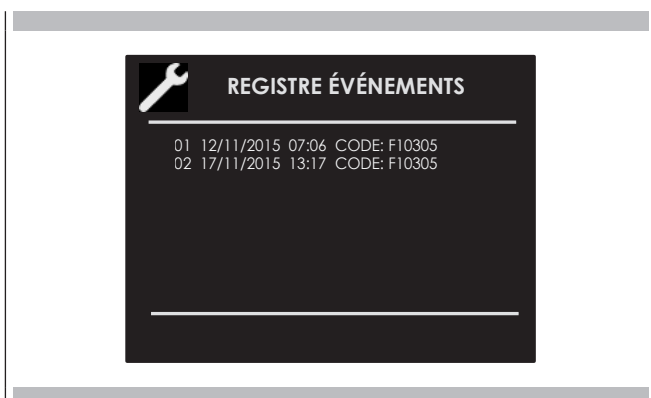 REGISTRE ÉVÉNEMENTS
01 12/11/2015 07:06 CODE: F10305
02 17/11/2015 13:17 CODE: F10305